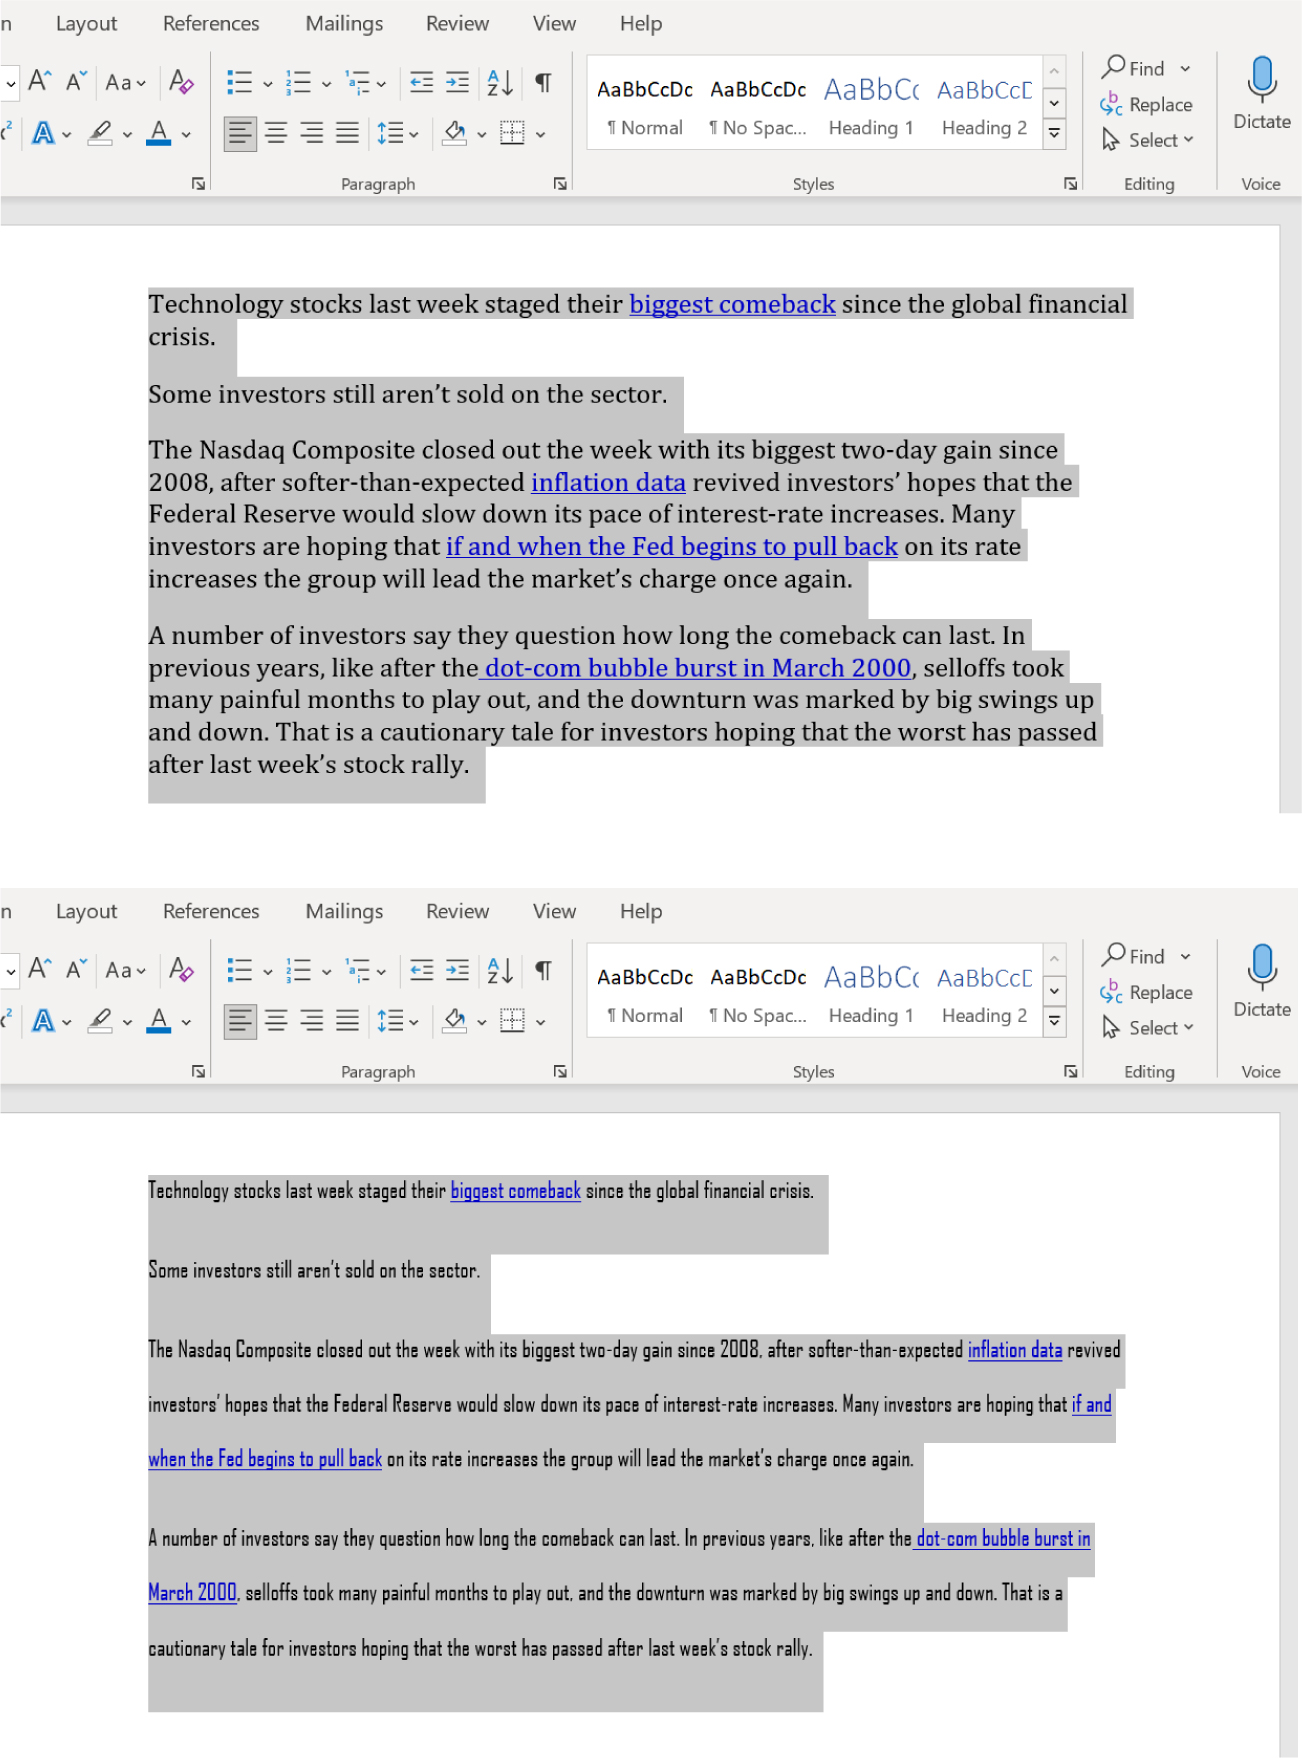 n Layout References Mailings Review View Help
A A Aa A
AaBbCcDc AaBbCcDc AaBbCc AaBbCcE
¶ Normal ¶ No Spac... Heading 1 Heading 2
Find
Replace
Select
Dictate
Paragraph Styles Editing Voice
Technology stocks last week staged their biggest comeback since the global financial
crisis.
Some investors still aren’t sold on the sector.
The Nasdaq Composite closed out the week with its biggest two-day gain since
2008, after softer-than-expected inflation data revived investors’ hopes that the
Federal Reserve would slow down its pace of interest-rate increases. Many
investors are hoping that if and when the Fed begins to pull back on its rate
increases the group will lead the market’s charge once again.
A number of investors say they question how long the comeback can last. In
previous years, like after the dot-com bubble burst in March 2000, selloffs took
many painful months to play out, and the downturn was marked by big swings up
and down. That is a cautionary tale for investors hoping that the worst has passed
after last week’s stock rally.
n Layout References Mailings Review View Help
A A Aa A
AaBbCcDc AaBbCcDc AaBbCc AaBbCcE
¶ Normal ¶ No Spac... Heading 1 Heading 2
Find
Replace
Select
Dictate
Paragraph Styles Editing Voice
Technology stocks last week staged their biggest comeback since the global financial crisis.
Some investors still aren’t sold on the sector.
The Nasdaq Composite closed out the week with its biggest two-day gain since 2008, after softer-than-expected inflation data revived
investors’ hopes that the Federal Reserve would slow down its pace of interest-rate increases. Many investors are hoping that if and
when the Fed begins to pull back on its rate increases the group will lead the market’s charge once again.
A number of investors say they question how long the comeback can last. In previous years, like after the dot-com bubble burst in
March 2000, selloffs took many painful months to play out, and the downturn was marked by big swings up and down. That is a
cautionary tale for investors hoping that the worst has passed after last week’s stock rally.